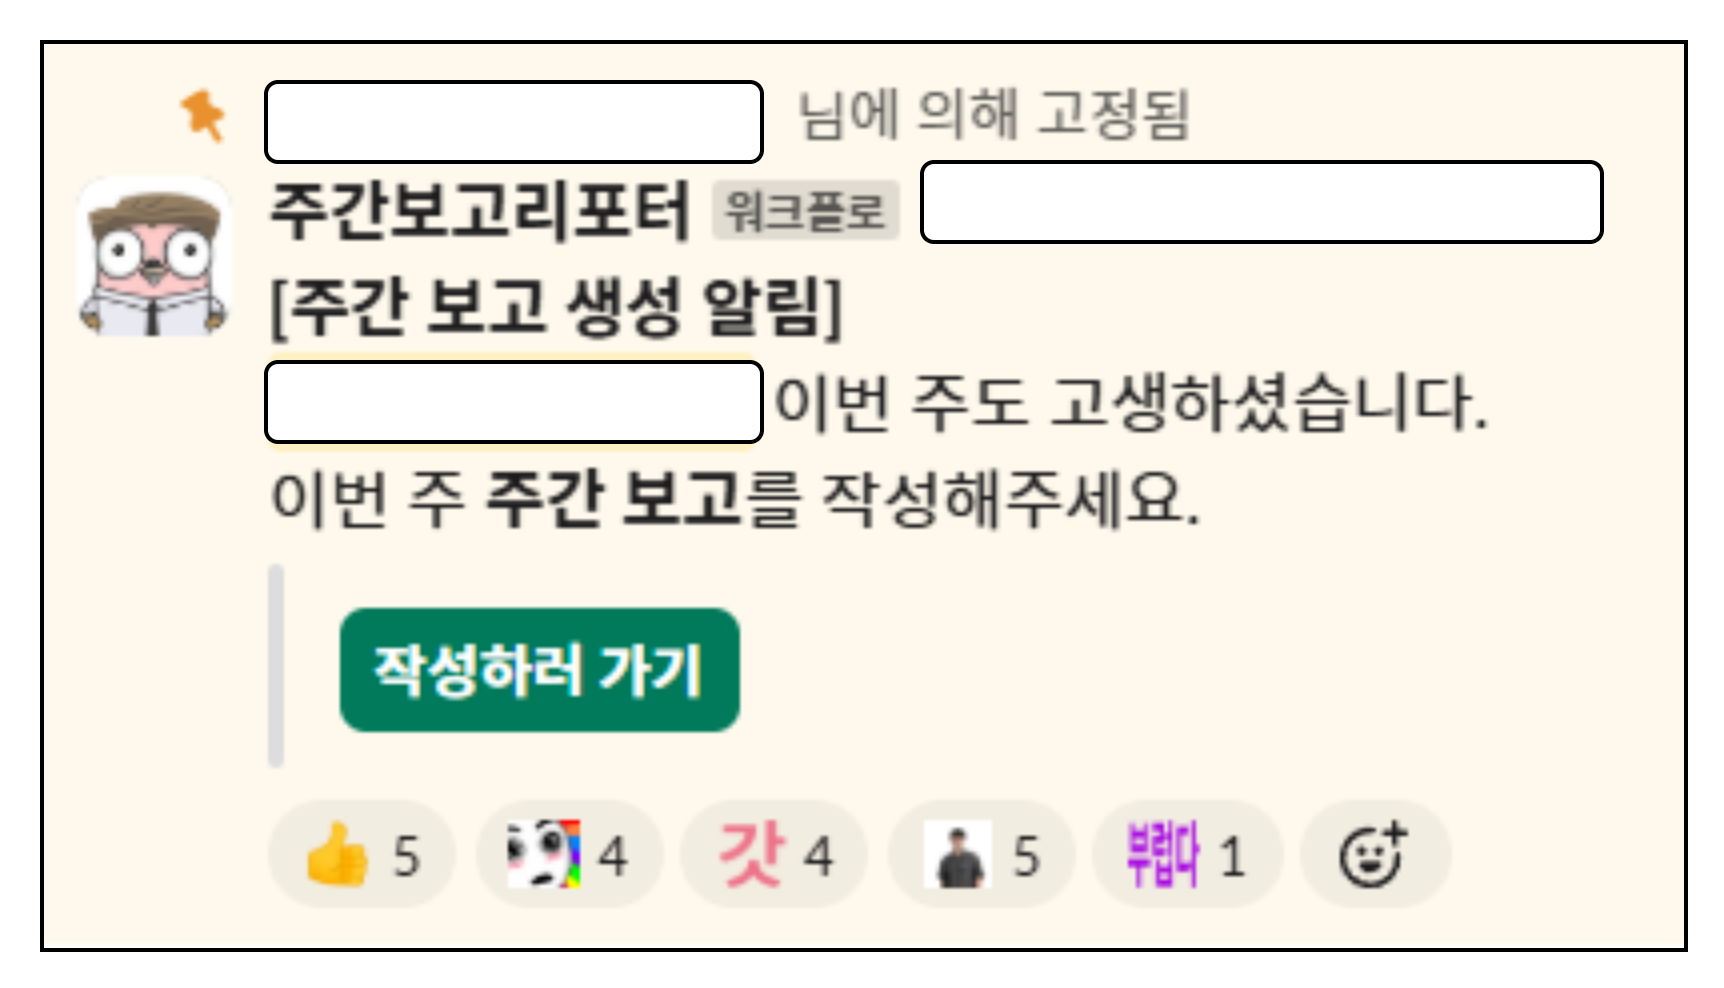 님에 의해 고정됨
주간보고리포터 워크플로
[주간 보고 생성 알림]
이번 주도 고생하셨습니다.
이번 주 주간 보고를 작성해주세요.
작성하러 가기
5 4 갓 4 5 부럽다 1